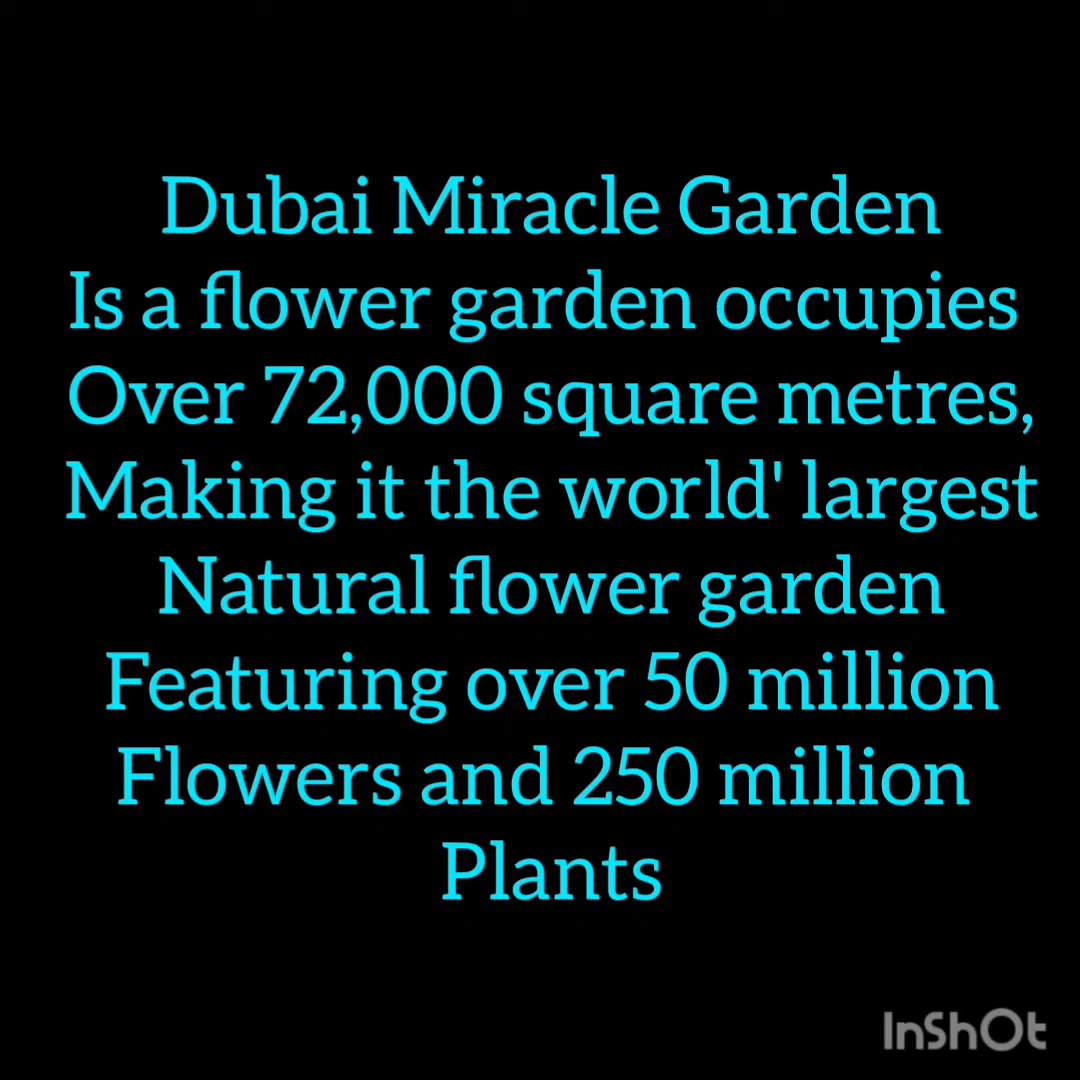 Dubai Miracle Garden
Is a flower garden occupies
Over 72,000 square metres,
Making it the world' largest
Natural flower garden
Featuring over 50 million
Flowers and 250 million
Plants
InShOt